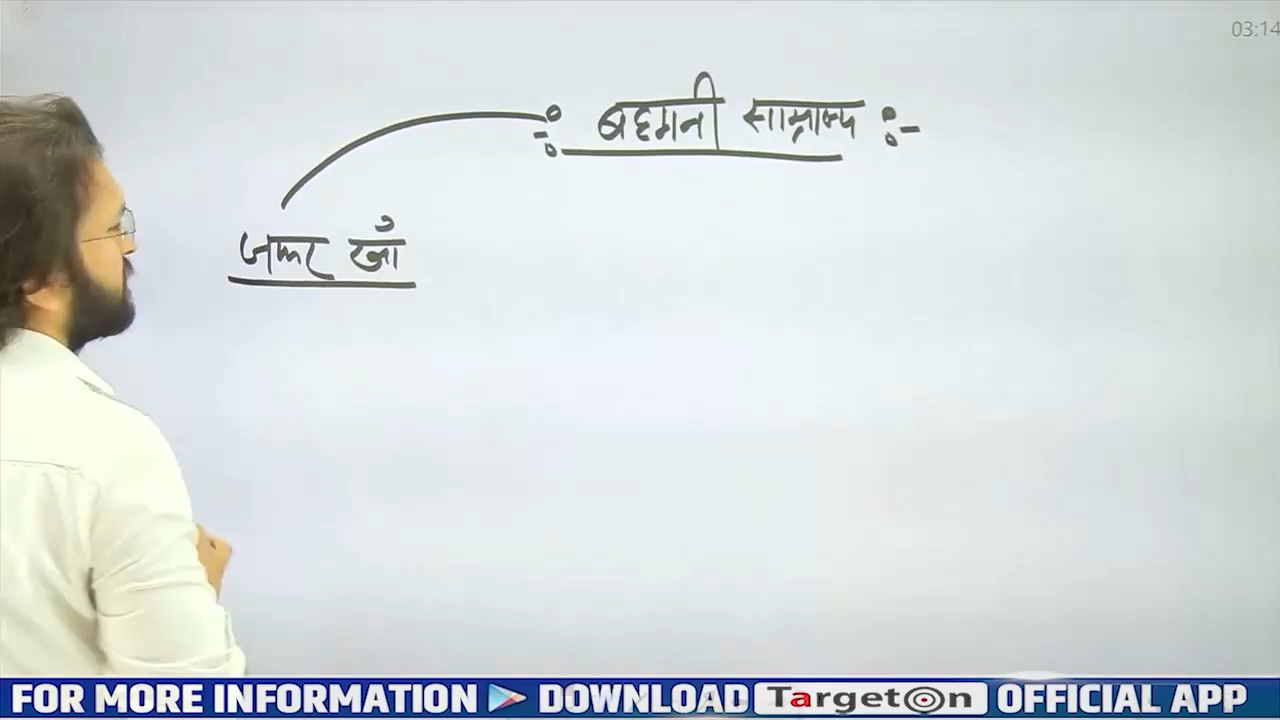 03:14
:- बहमनी साम्राज्य :-
जफर खाँ
FOR MORE INFORMATION DOWNLOAD TargetOn OFFICIAL APP